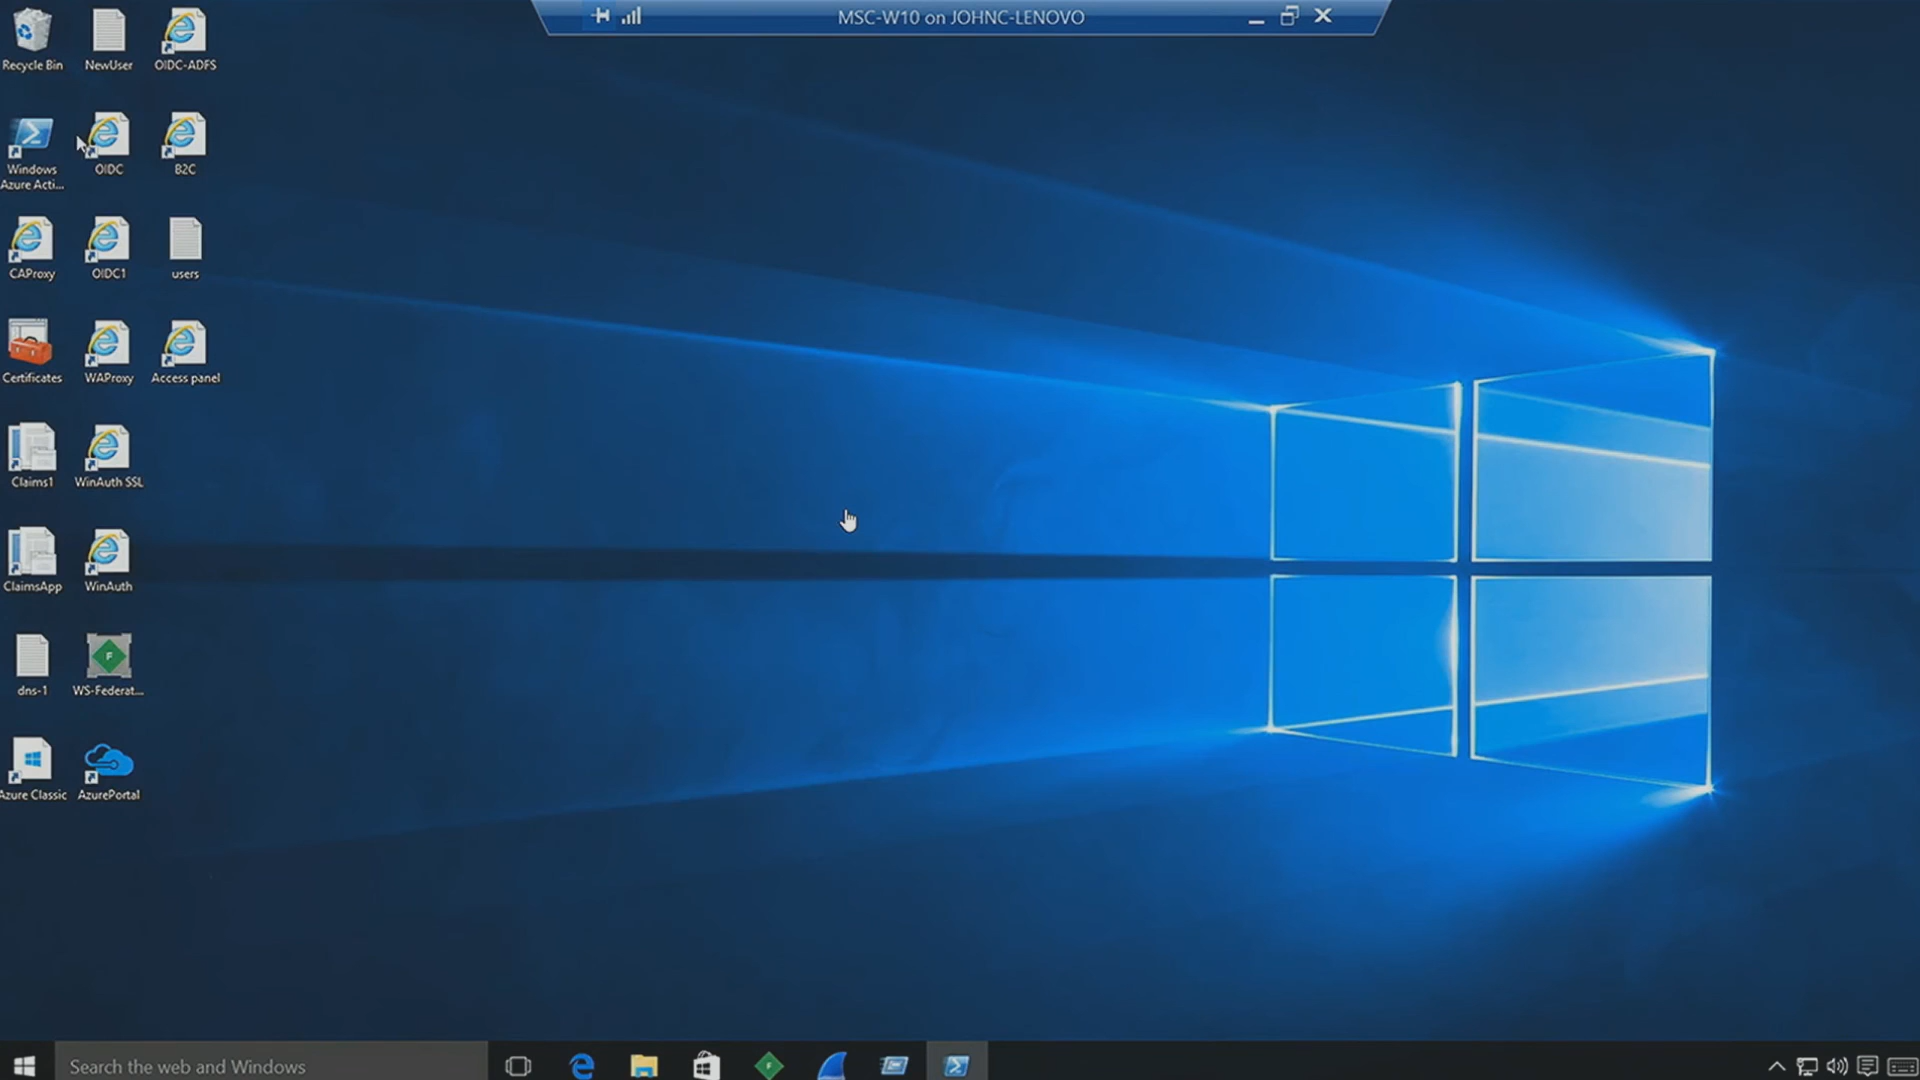 MSC-W10 on JOHNC-LENOVO
Recycle Bin
NewUser
OIDC-ADFS
Windows
Azure Acti...
OIDC
B2C
CAProxy
OIDC1
users
Certificates
WAProxy
Access panel
Claims1
WinAuth SSL
ClaimsApp
WinAuth
dns-1
F
WS-Federat...
Azure Classic
AzurePortal
Search the web and Windows
F